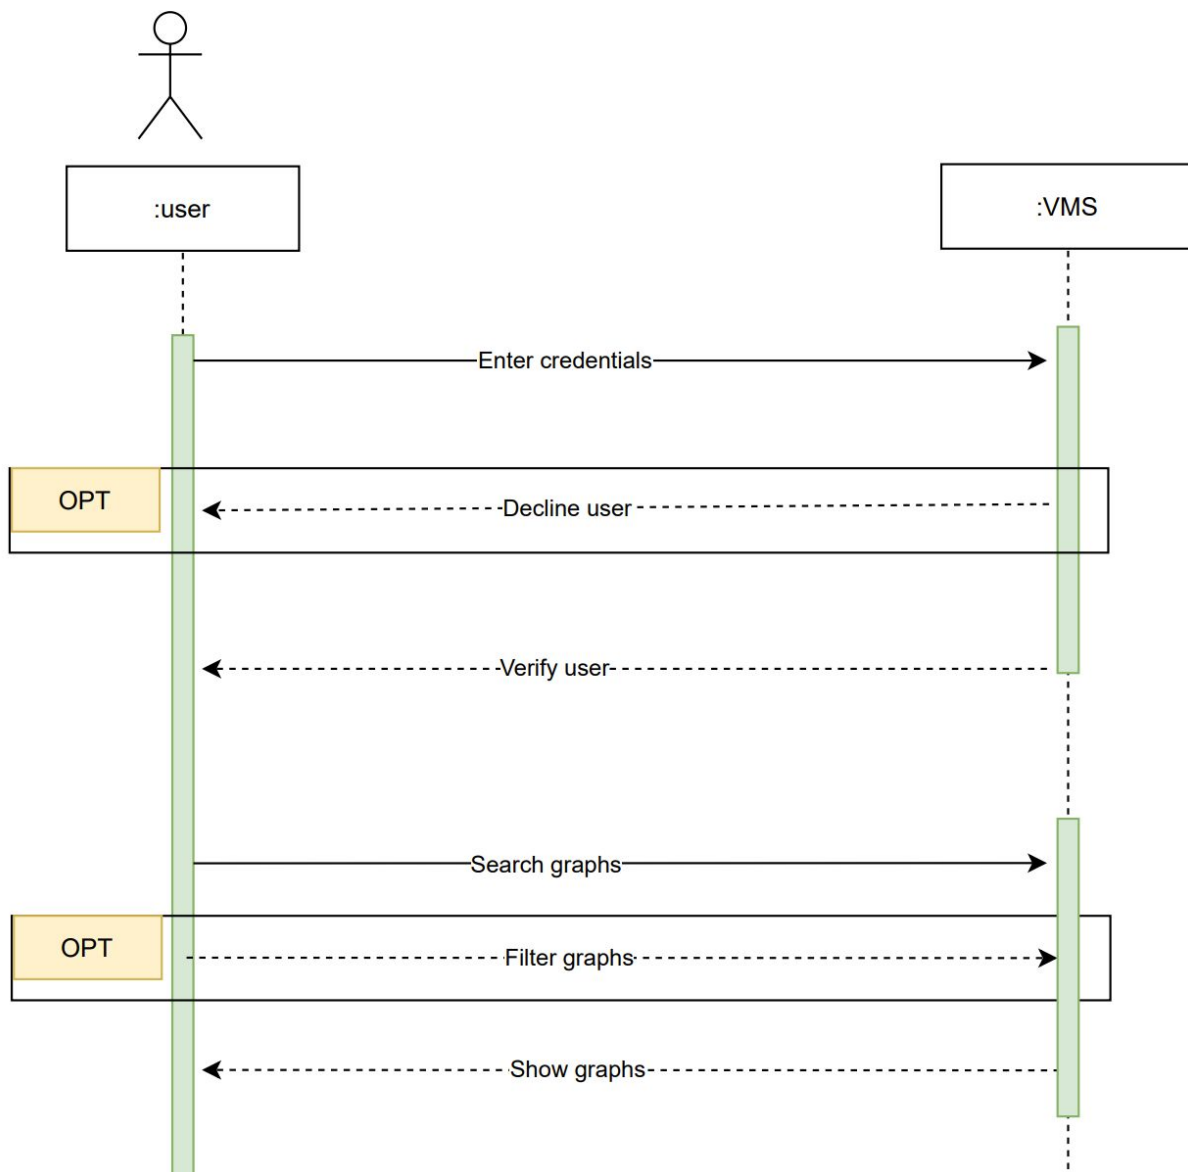 :user
:VMS
Enter credentials
OPT
Decline user
Verify user
Search graphs
OPT
Filter graphs
Show graphs